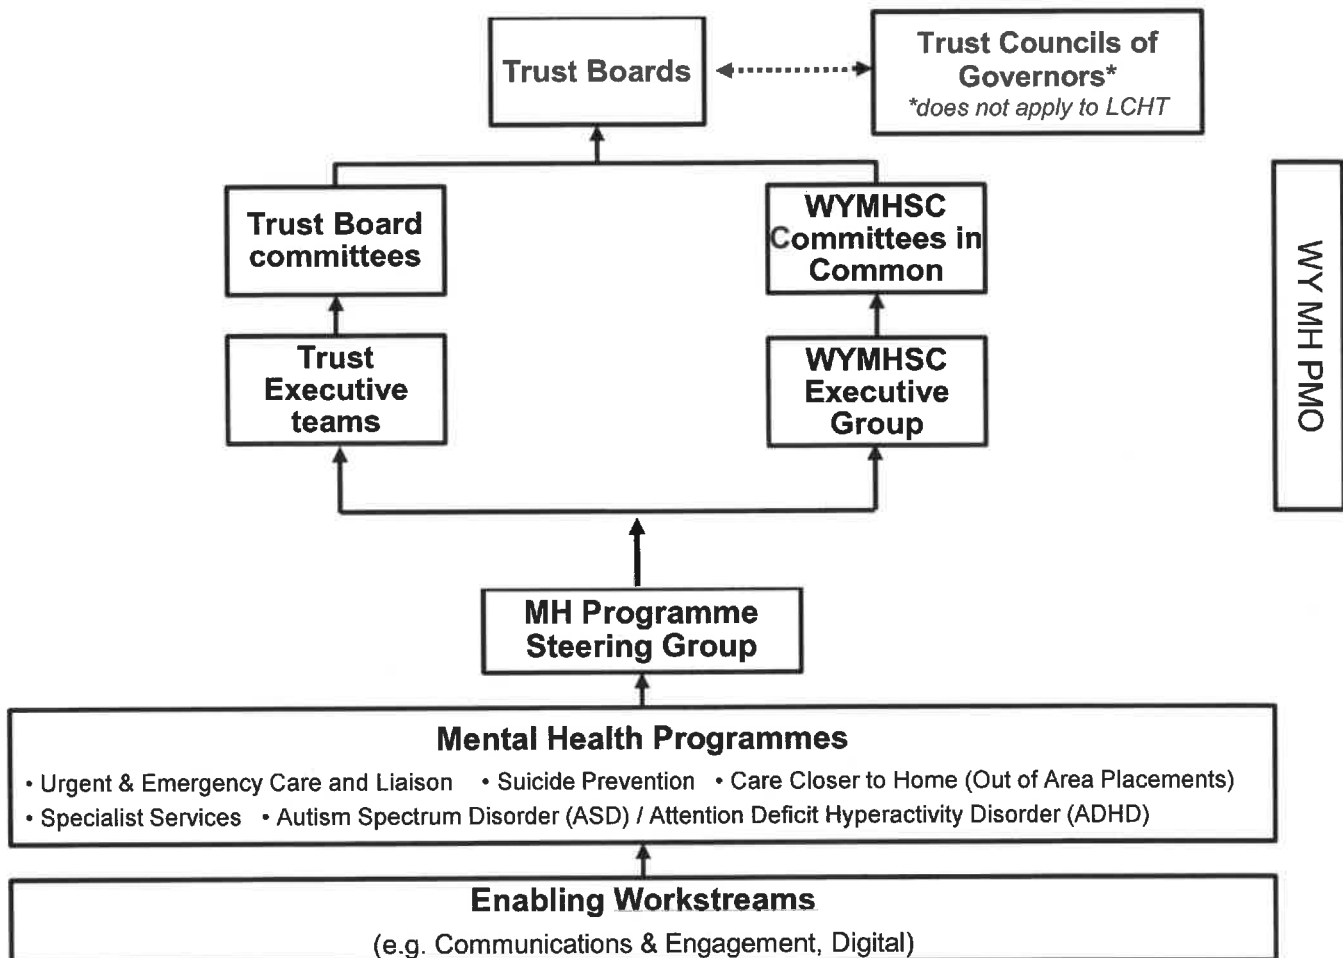 Trust Boards
Trust Councils of
Governors*
*does not apply to LCHT
Trust Board
committees
WYMHSC
Committees in
Common
WY MH PMO
Trust
Executive
teams
WYMHSC
Executive
Group
MH Programme
Steering Group
Mental Health Programmes
• Urgent & Emergency Care and Liaison • Suicide Prevention • Care Closer to Home (Out of Area Placements)
• Specialist Services • Autism Spectrum Disorder (ASD) / Attention Deficit Hyperactivity Disorder (ADHD)
Enabling Workstreams
(e.g. Communications & Engagement, Digital)